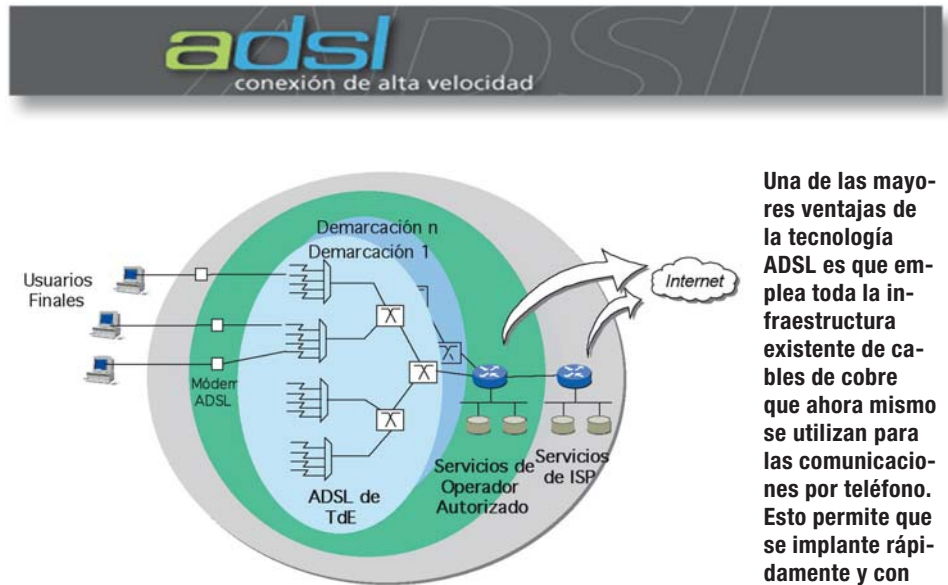 adsl
conexión de alta velocidad
ADSL
Usuarios
Finales
Módem
ADSL
Demarcación n
Demarcación 1
ADSL de
TdE
Servicios de
Operador
Autorizado
Servicios
de ISP
Internet
Una de las mayo-
res ventajas de
la tecnología
ADSL es que em-
plea toda la in-
fraestructura
existente de ca-
bles de cobre
que ahora mismo
se utilizan para
las comunicacio-
nes por teléfono.
Esto permite que
se implante rápi-
damente y con